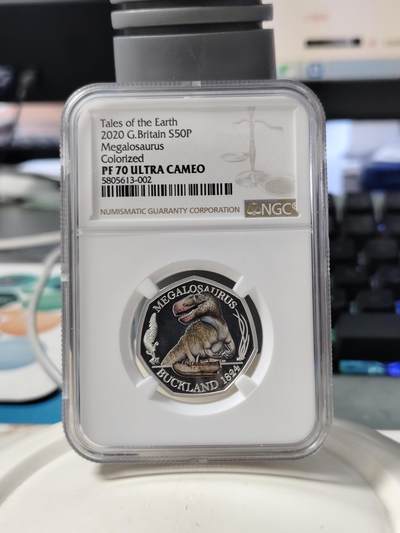 Tales of the Earth
2020 G.Britain S50P
Megalosaurus
Colorized
PF 70 ULTRA CAMEO
5805613-002
NUMISMATIC GUARANTY CORPORATION
NGC
MEGALOSAURUS
BUCKLAND 1824